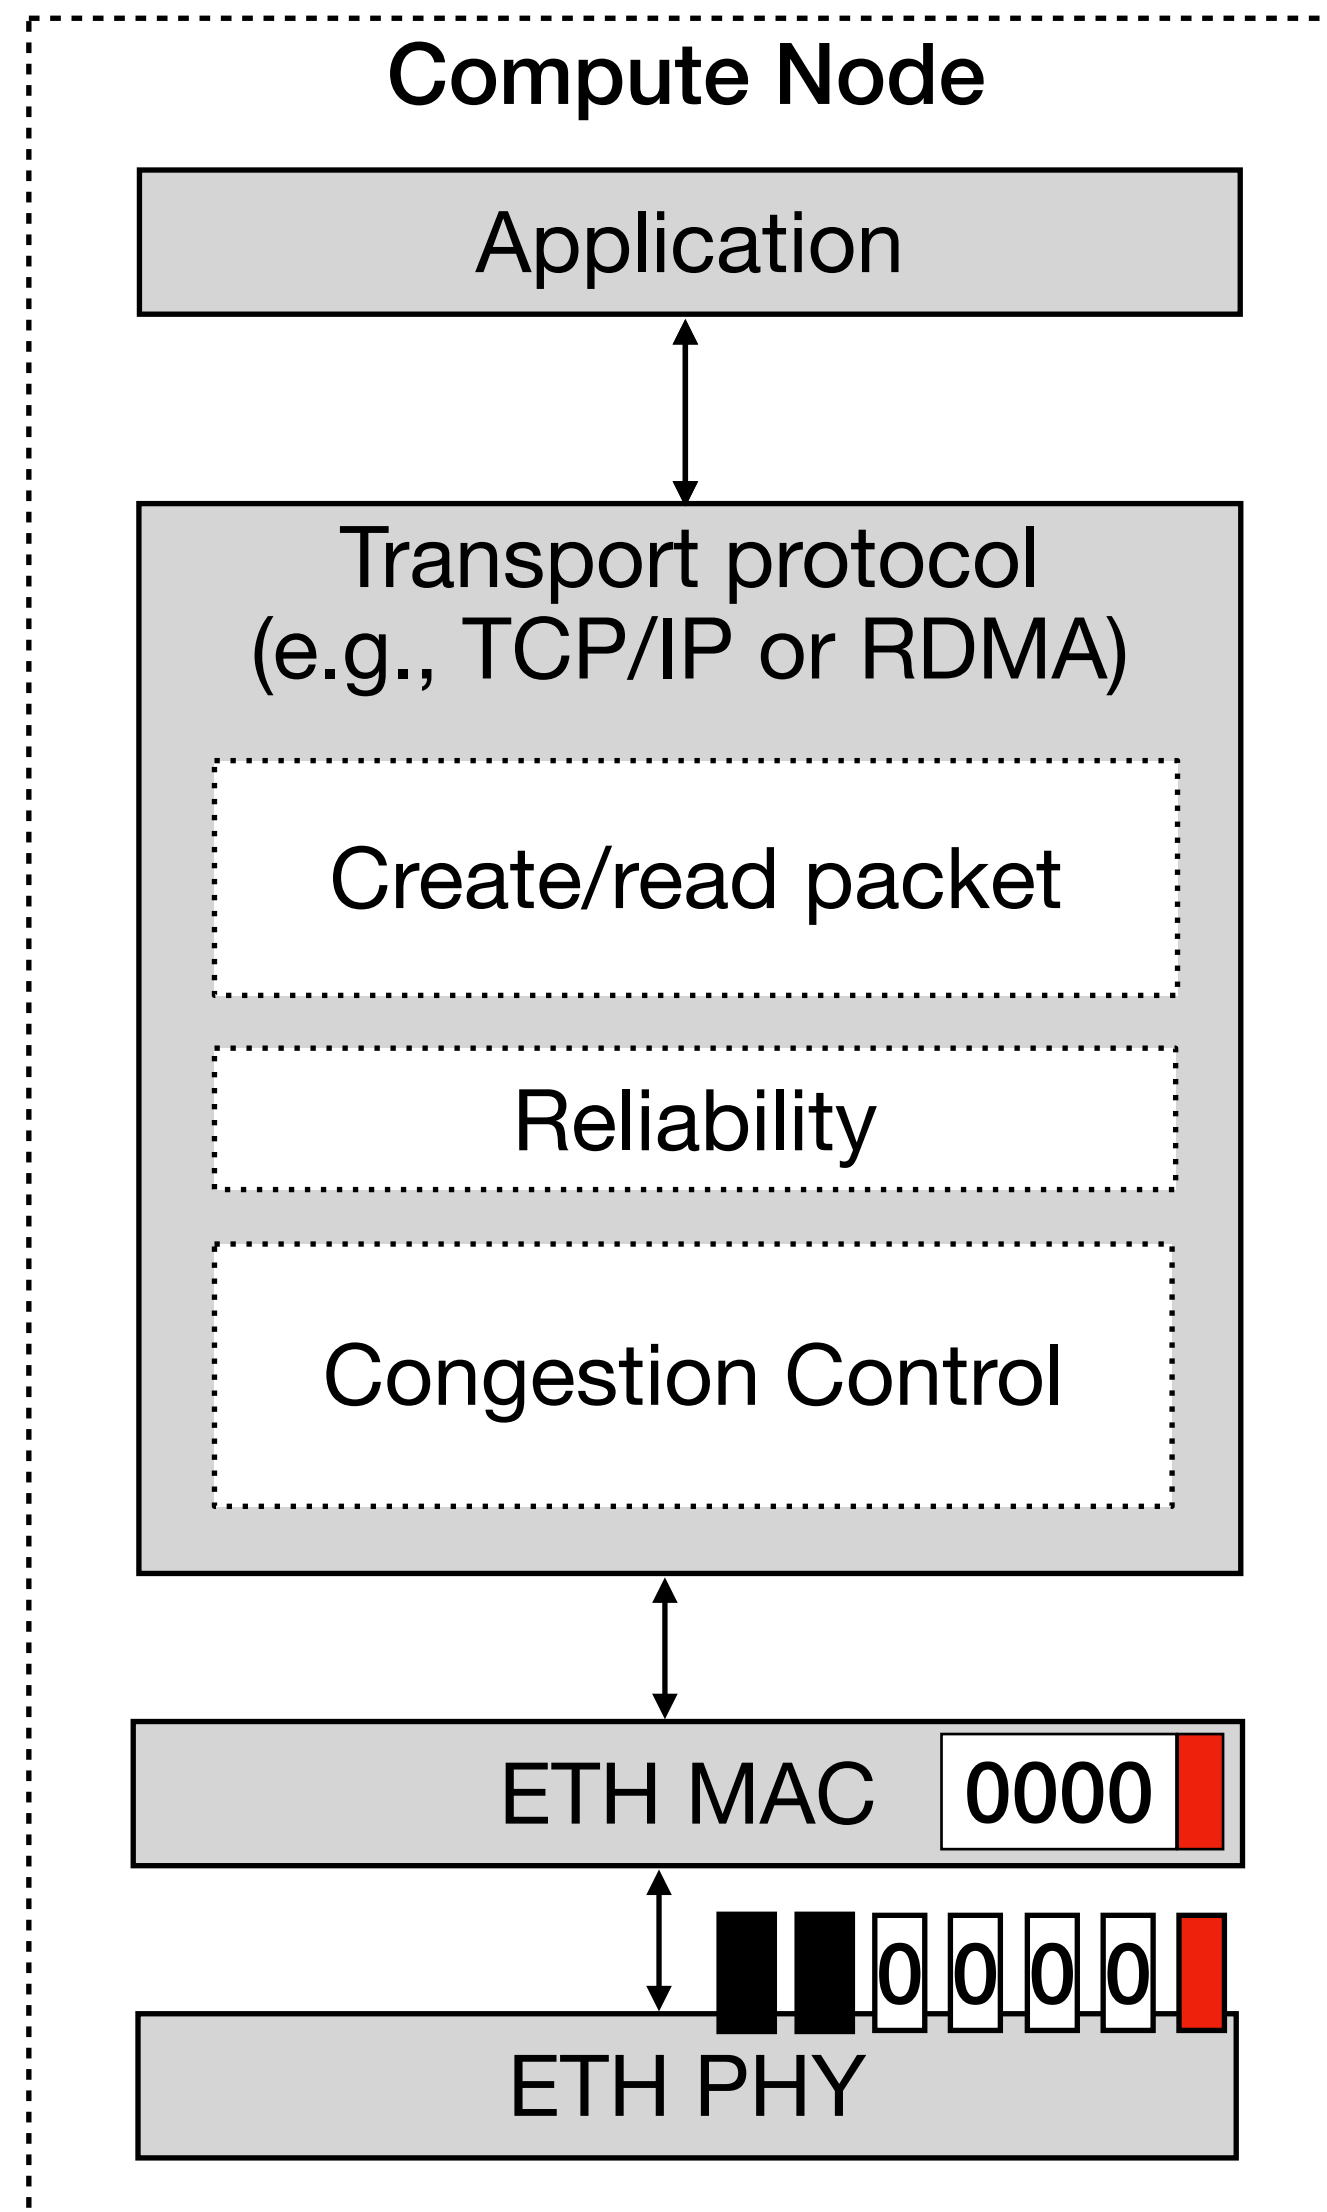 Compute Node
Application
Transport protocol
(e.g., TCP/IP or RDMA)
Create/read packet
Reliability
Congestion Control
ETH MAC 0000
0 0 0 0
ETH PHY